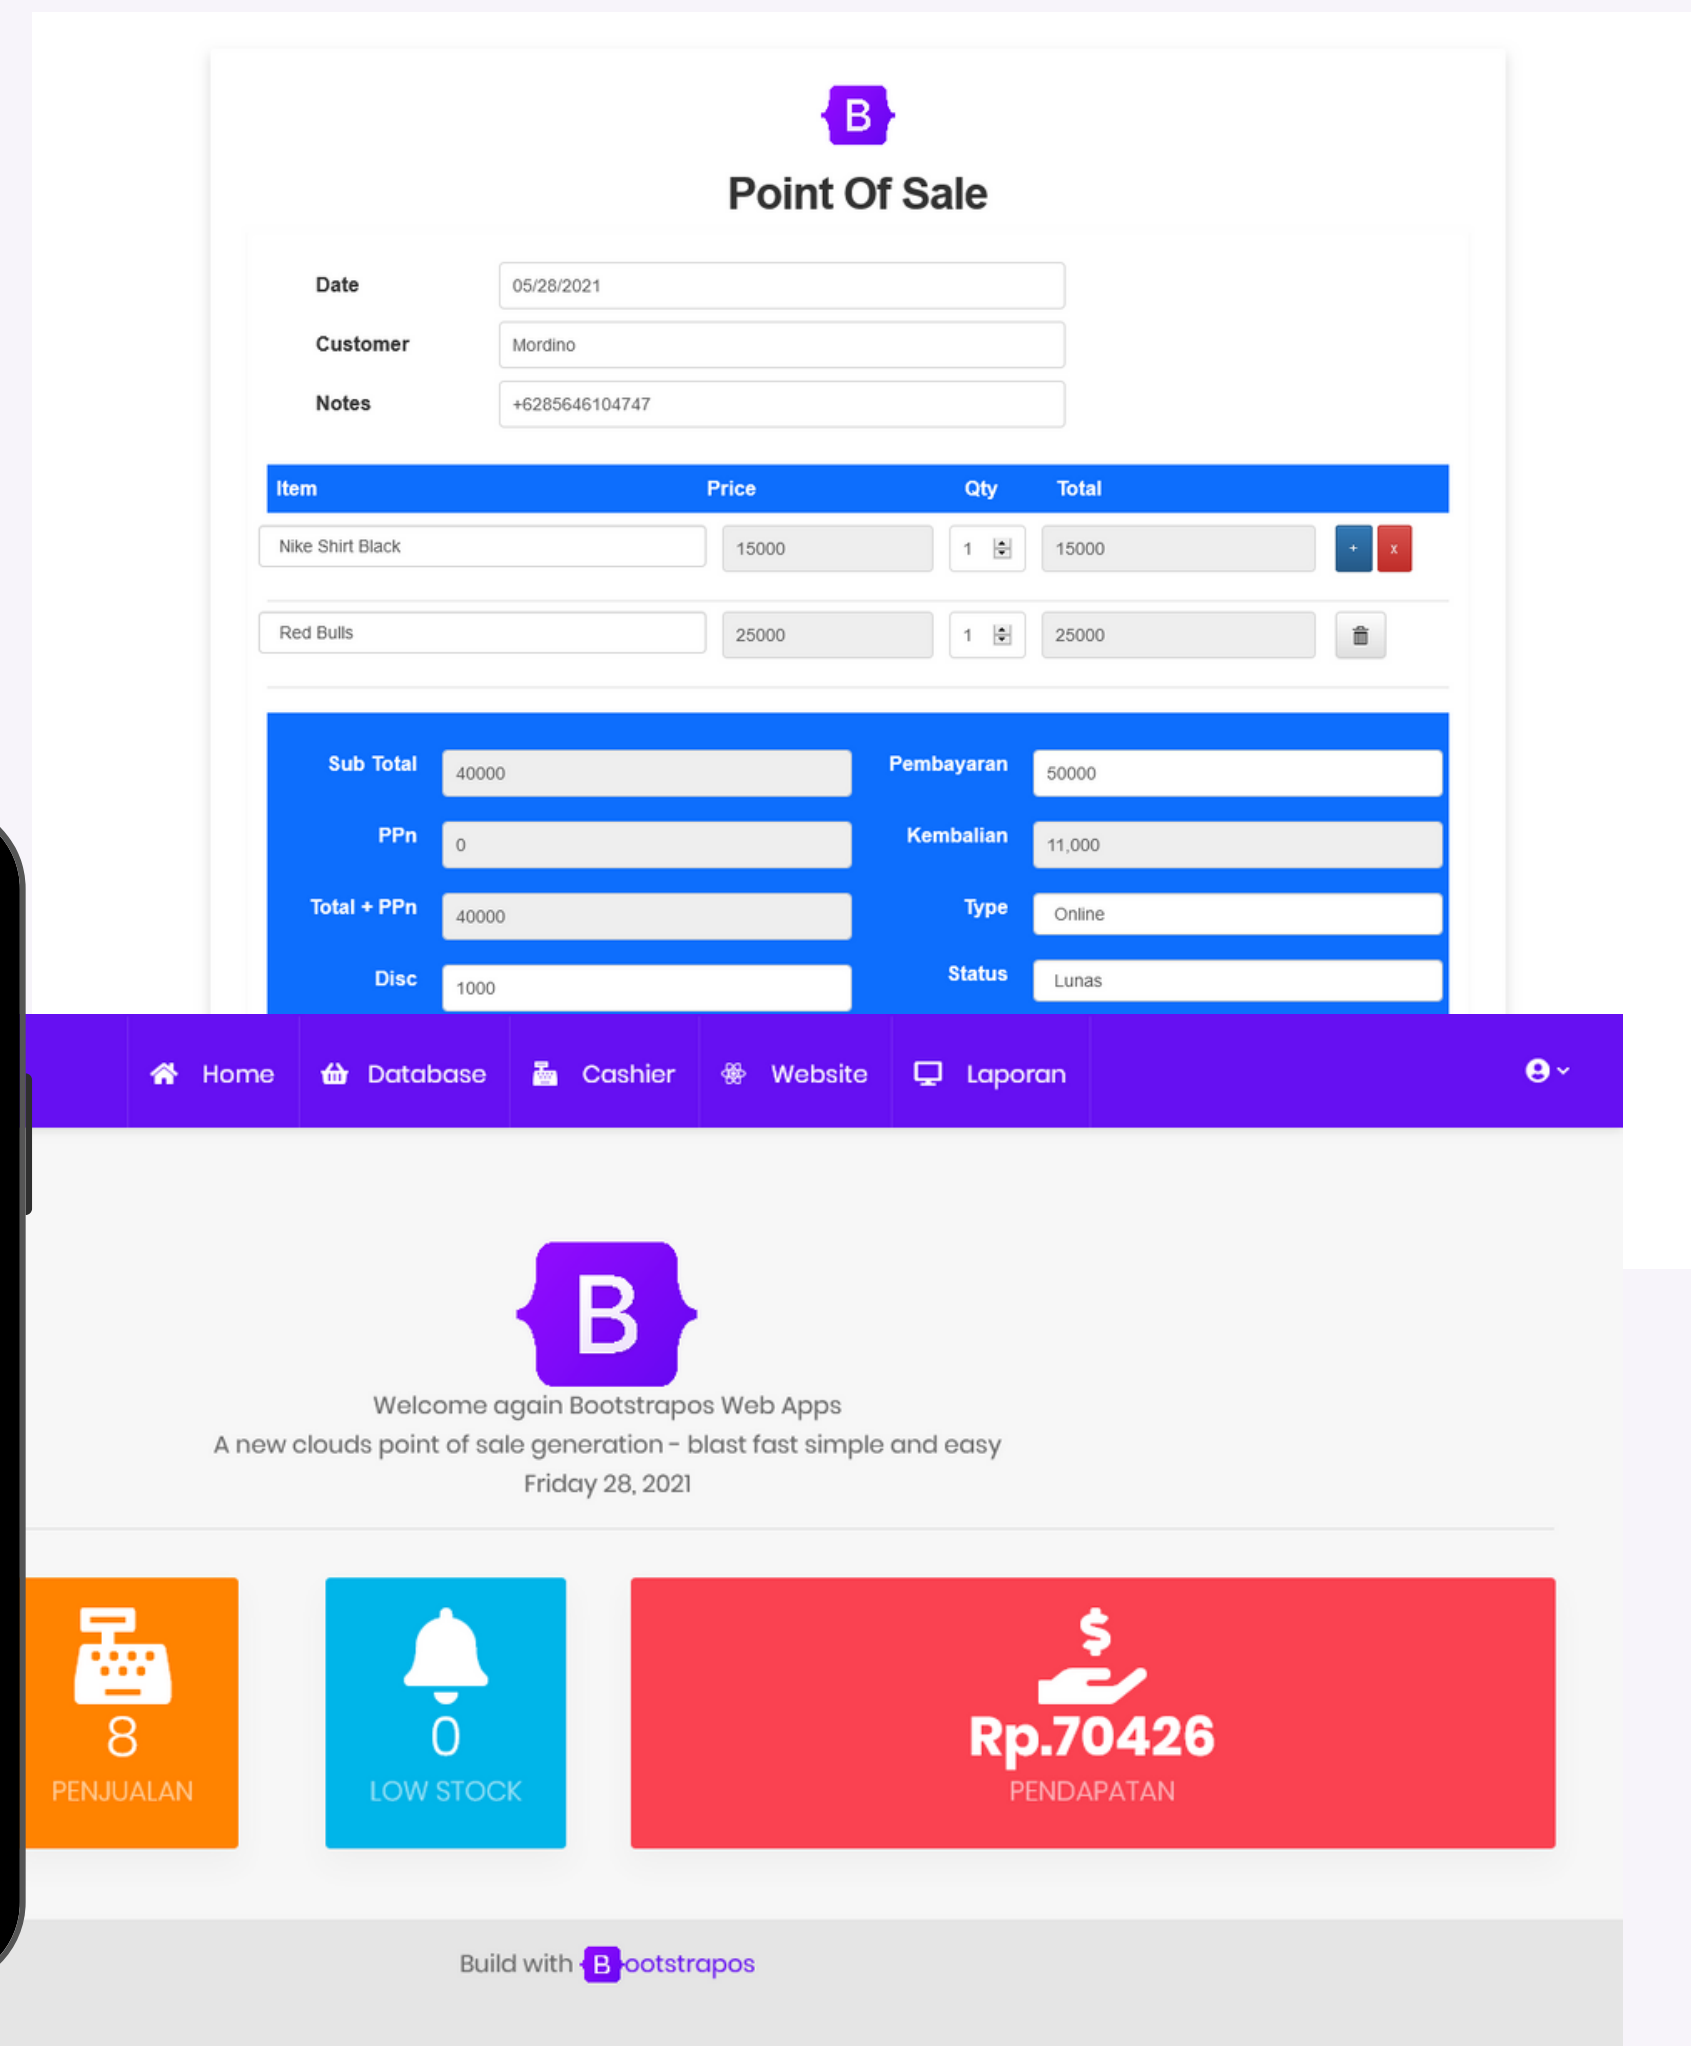 B
Point Of Sale
Date 05/28/2021
Customer Mordino
Notes +6285646104747
Item Price Qty Total
Nike Shirt Black 15000 1 15000 + x
Red Bulls 25000 1 25000
Sub Total 40000 Pembayaran 50000
PPn 0 Kembalian 11,000
Total + PPn 40000 Type Online
Disc 1000 Status Lunas
Home Database Cashier Website Laporan
B
Welcome again Bootstrapos Web Apps
A new clouds point of sale generation - blast fast simple and easy
Friday 28, 2021
8 0 Rp.70426
PENJUALAN LOW STOCK PENDAPATAN
Build with Bootstrapos